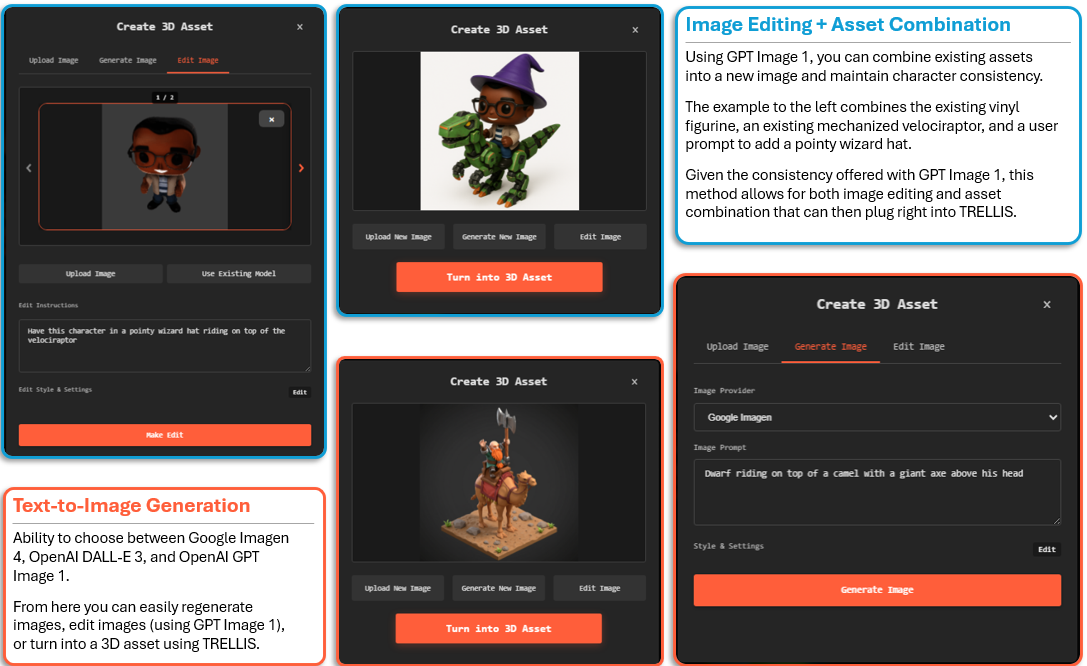 Create 3D Asset
×
Upload Image
Generate Image
Edit Image
1 / 2
×
‹
›
Upload Image
Use Existing Model
Edit Instructions
Have this character in a pointy wizard hat riding on top of the
velociraptor
Edit Style & Settings
Edit
Make Edit
Create 3D Asset
×
Upload New Image
Generate New Image
Edit Image
Turn into 3D Asset
Image Editing + Asset Combination
Using GPT Image 1, you can combine existing assets
into a new image and maintain character consistency.
The example to the left combines the existing vinyl
figurine, an existing mechanized velociraptor, and a user
prompt to add a pointy wizard hat.
Given the consistency offered with GPT Image 1, this
method allows for both image editing and asset
combination that can then plug right into TRELLIS.
Text-to-Image Generation
Ability to choose between Google Imagen
4, OpenAI DALL-E 3, and OpenAI GPT
Image 1.
From here you can easily regenerate
images, edit images (using GPT Image 1),
or turn into a 3D asset using TRELLIS.
Create 3D Asset
×
Upload New Image
Generate New Image
Edit Image
Turn into 3D Asset
Create 3D Asset
×
Upload Image
Generate Image
Edit Image
Image Provider
Google Imagen
Image Prompt
Dwarf riding on top of a camel with a giant axe above his head
Style & Settings
Edit
Generate Image